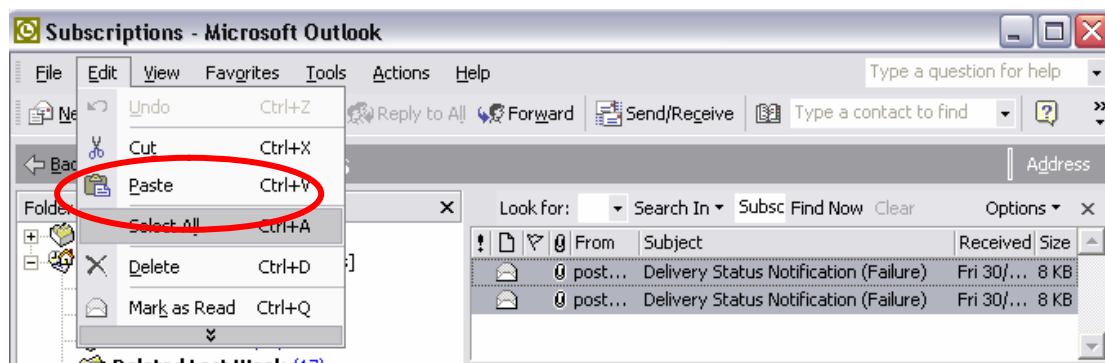 Subscriptions - Microsoft Outlook
File Edit View Favorites Tools Actions Help Type a question for help
Ne Reply to All Forward Send/Receive Type a contact to find
Undo Ctrl+Z
Cut Ctrl+X
Paste Ctrl+V
Select All Ctrl+A
Delete Ctrl+D
Mark as Read Ctrl+Q
Bac Address
Folder
Look for: Search In Subsc Find Now Clear Options
From Subject Received Size
post... Delivery Status Notification (Failure) Fri 30/... 8 KB
post... Delivery Status Notification (Failure) Fri 30/... 8 KB